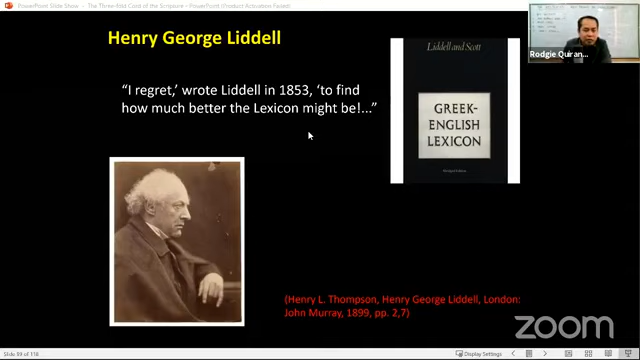 PowerPoint Slide Show - The Three-Fold Cord of the Scripture - PowerPoint (Product Activation Failed)
Henry George Liddell
Rodgie Quiran...
“I regret,’ wrote Liddell in 1853, ‘to find
how much better the Lexicon might be!...”
Liddell and Scott
GREEK-
ENGLISH
LEXICON
(Henry L. Thompson, Henry George Liddell, London:
John Murray, 1899, pp. 2,7)
zoom
Slide 99 of 118
Display Settings